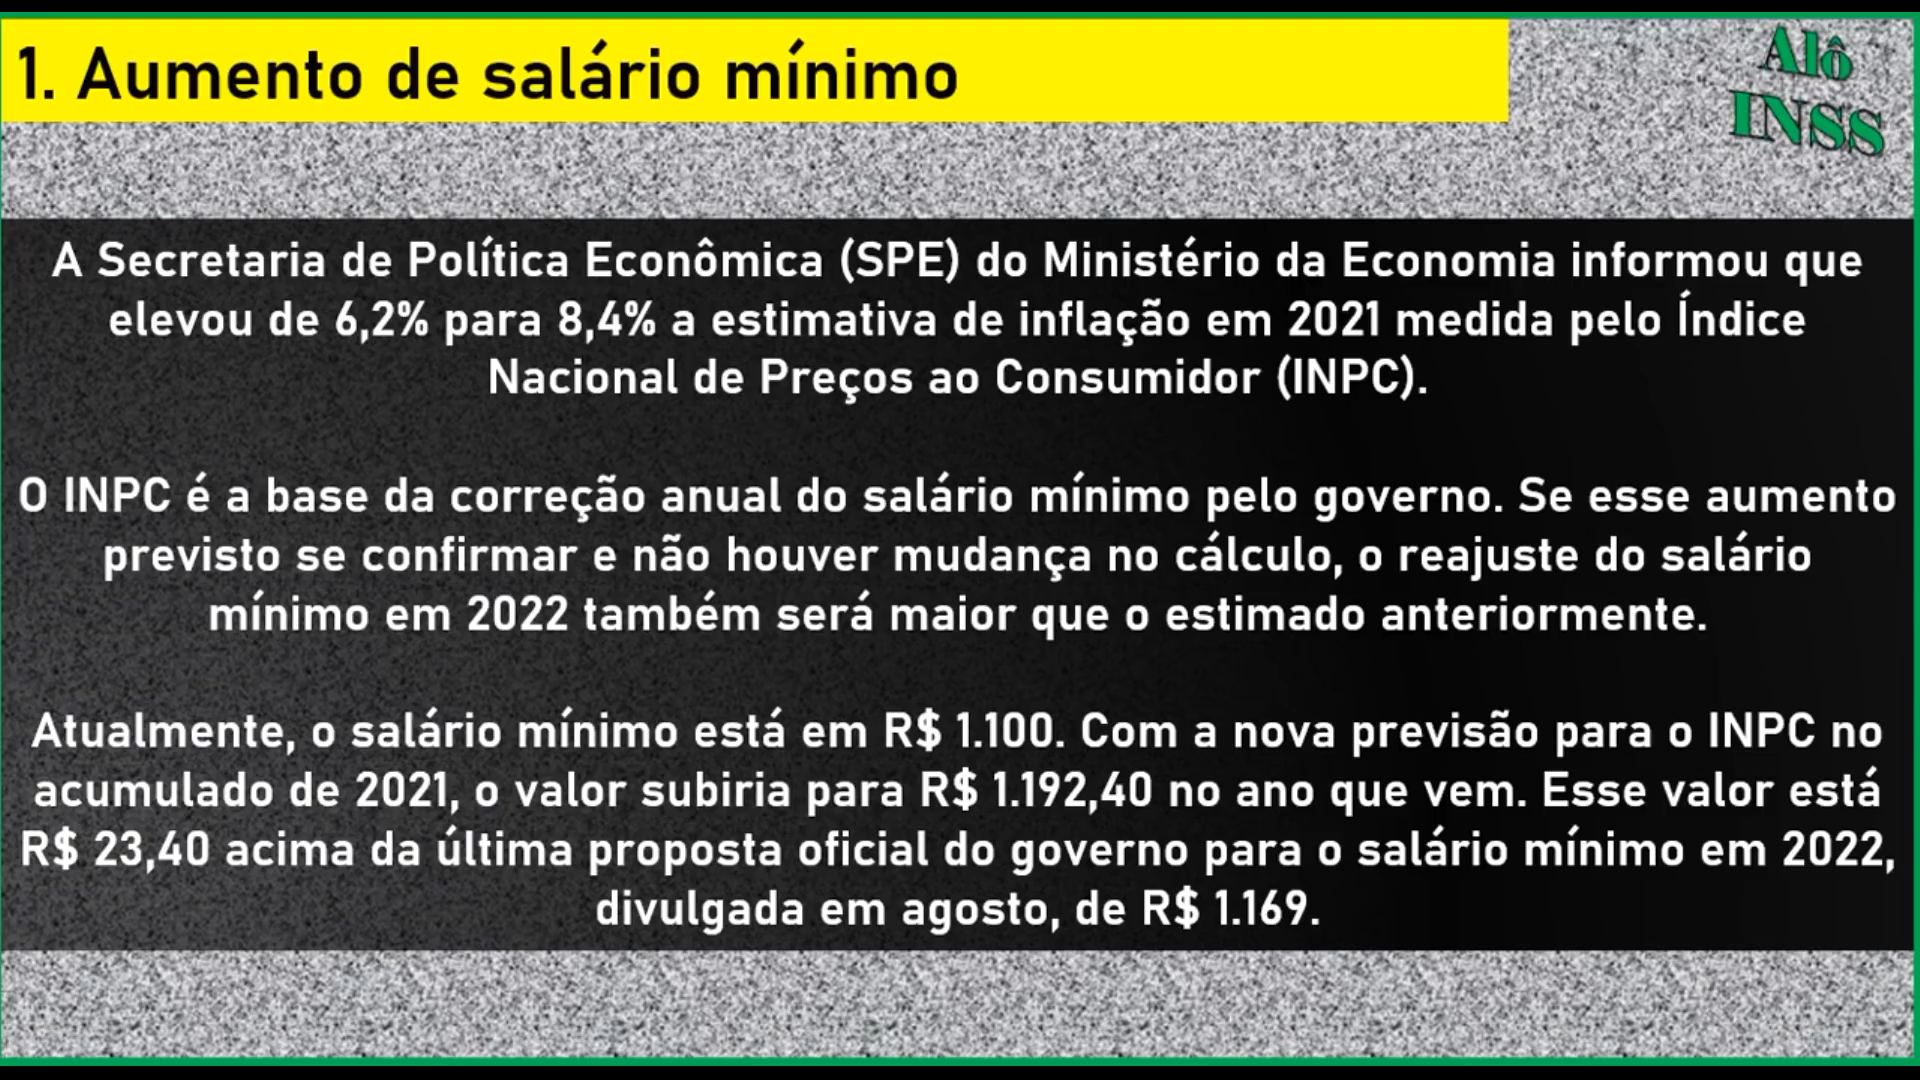 1. Aumento de salário mínimo
Alô
INSS
A Secretaria de Política Econômica (SPE) do Ministério da Economia informou que
elevou de 6,2% para 8,4% a estimativa de inflação em 2021 medida pelo Índice
Nacional de Preços ao Consumidor (INPC).
O INPC é a base da correção anual do salário mínimo pelo governo. Se esse aumento
previsto se confirmar e não houver mudança no cálculo, o reajuste do salário
mínimo em 2022 também será maior que o estimado anteriormente.
Atualmente, o salário mínimo está em R$ 1.100. Com a nova previsão para o INPC no
acumulado de 2021, o valor subiria para R$ 1.192,40 no ano que vem. Esse valor está
R$ 23,40 acima da última proposta oficial do governo para o salário mínimo em 2022,
divulgada em agosto, de R$ 1.169.